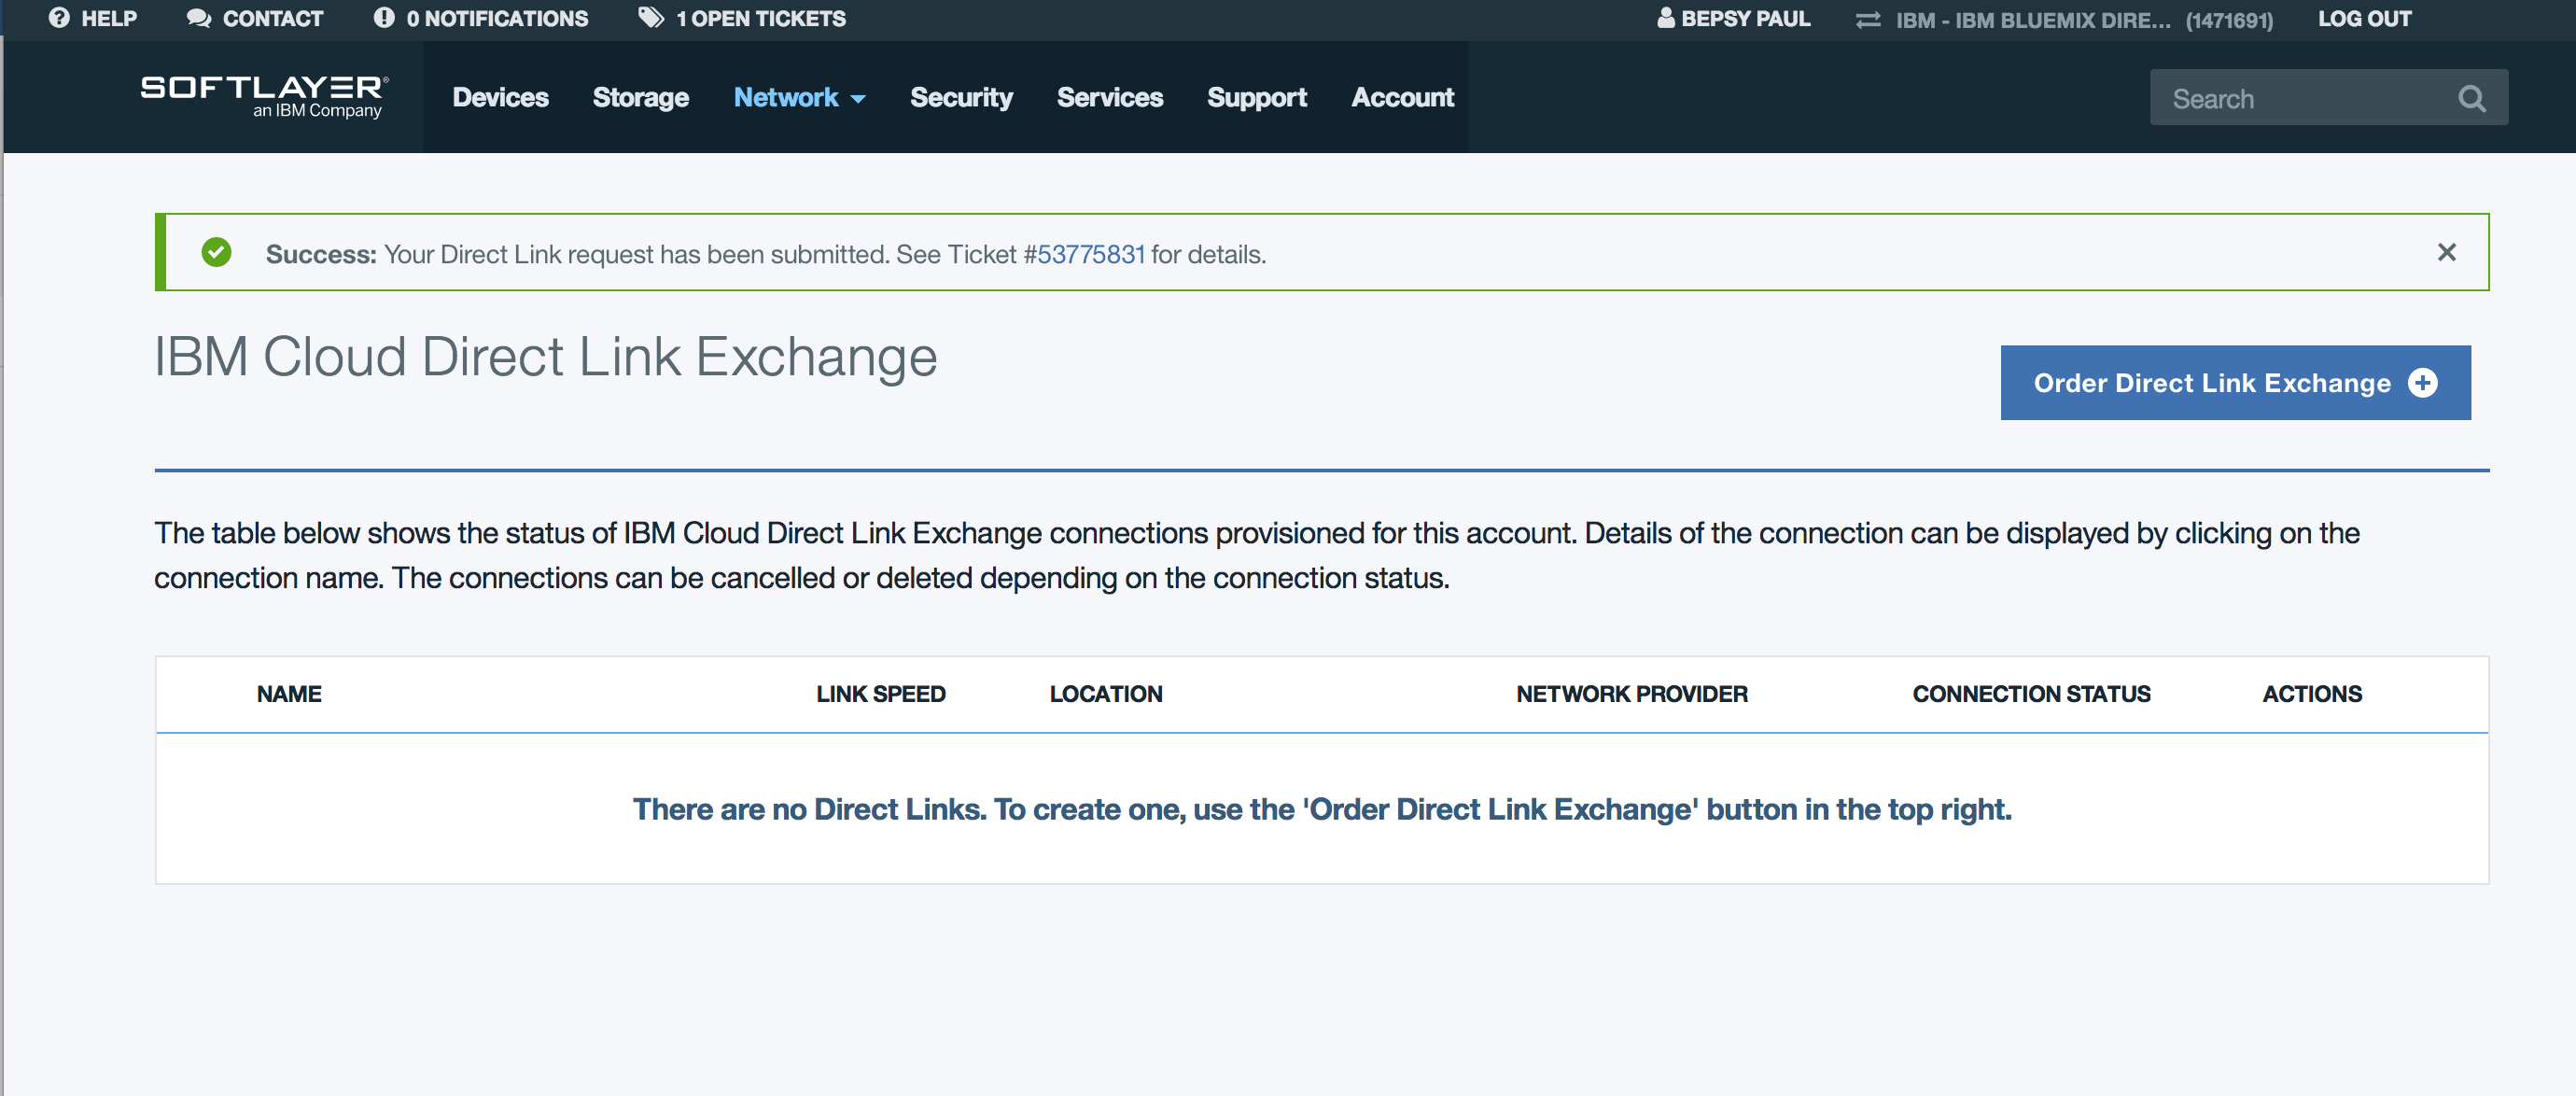 HELP CONTACT 0 NOTIFICATIONS 1 OPEN TICKETS BEPSY PAUL IBM - IBM BLUEMIX DIRE... (1471691) LOG OUT
SOFTLAYER®
an IBM Company
Devices Storage Network Security Services Support Account Search
Success: Your Direct Link request has been submitted. See Ticket #53775831 for details.
IBM Cloud Direct Link Exchange
Order Direct Link Exchange
The table below shows the status of IBM Cloud Direct Link Exchange connections provisioned for this account. Details of the connection can be displayed by clicking on the
connection name. The connections can be cancelled or deleted depending on the connection status.
NAME LINK SPEED LOCATION NETWORK PROVIDER CONNECTION STATUS ACTIONS
There are no Direct Links. To create one, use the 'Order Direct Link Exchange' button in the top right.